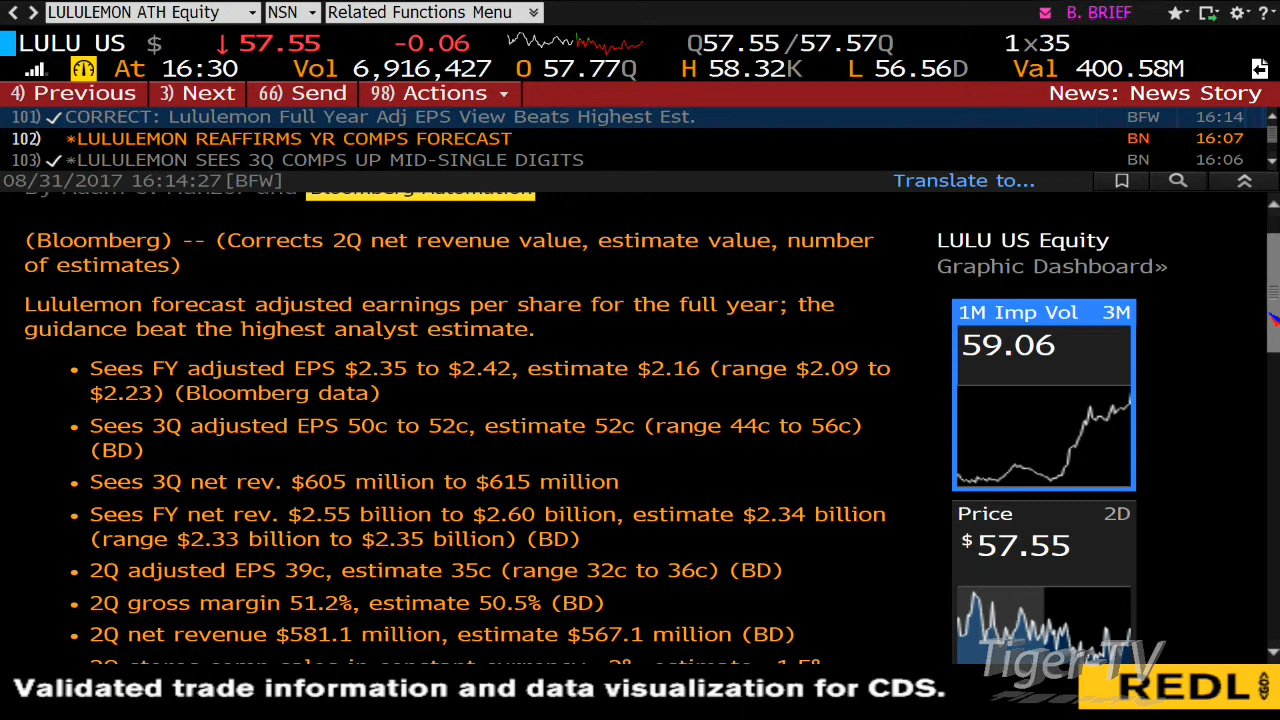 LULULEMON ATH Equity NSN Related Functions Menu B. BRIEF ?
LULU US $ ↓57.55 -0.06 Q57.55/57.57Q 1x35
At 16:30 Vol 6,916,427 O 57.77Q H 58.32K L 56.56D Val 400.58M
4) Previous 3) Next 66) Send 98) Actions News: News Story
101) ✓CORRECT: Lululemon Full Year Adj EPS View Beats Highest Est. BFW 16:14
102) *LULULEMON REAFFIRMS YR COMPS FORECAST BN 16:07
103) ✓*LULULEMON SEES 3Q COMPS UP MID-SINGLE DIGITS BN 16:06
08/31/2017 16:14:27[BFW] Translate to...
Bloomberg Automation
(Bloomberg) -- (Corrects 2Q net revenue value, estimate value, number
of estimates)
Lululemon forecast adjusted earnings per share for the full year; the
guidance beat the highest analyst estimate.
• Sees FY adjusted EPS $2.35 to $2.42, estimate $2.16 (range $2.09 to
$2.23) (Bloomberg data)
• Sees 3Q adjusted EPS 50c to 52c, estimate 52c (range 44c to 56c)
(BD)
• Sees 3Q net rev. $605 million to $615 million
• Sees FY net rev. $2.55 billion to $2.60 billion, estimate $2.34 billion
(range $2.33 billion to $2.35 billion) (BD)
• 2Q adjusted EPS 39c, estimate 35c (range 32c to 36c) (BD)
• 2Q gross margin 51.2%, estimate 50.5% (BD)
• 2Q net revenue $581.1 million, estimate $567.1 million (BD)
LULU US Equity
Graphic Dashboard»
1M Imp Vol 3M
59.06
Price 2D
$57.55
Tiger-TV
Validated trade information and data visualization for CDS.
REDL <GO>